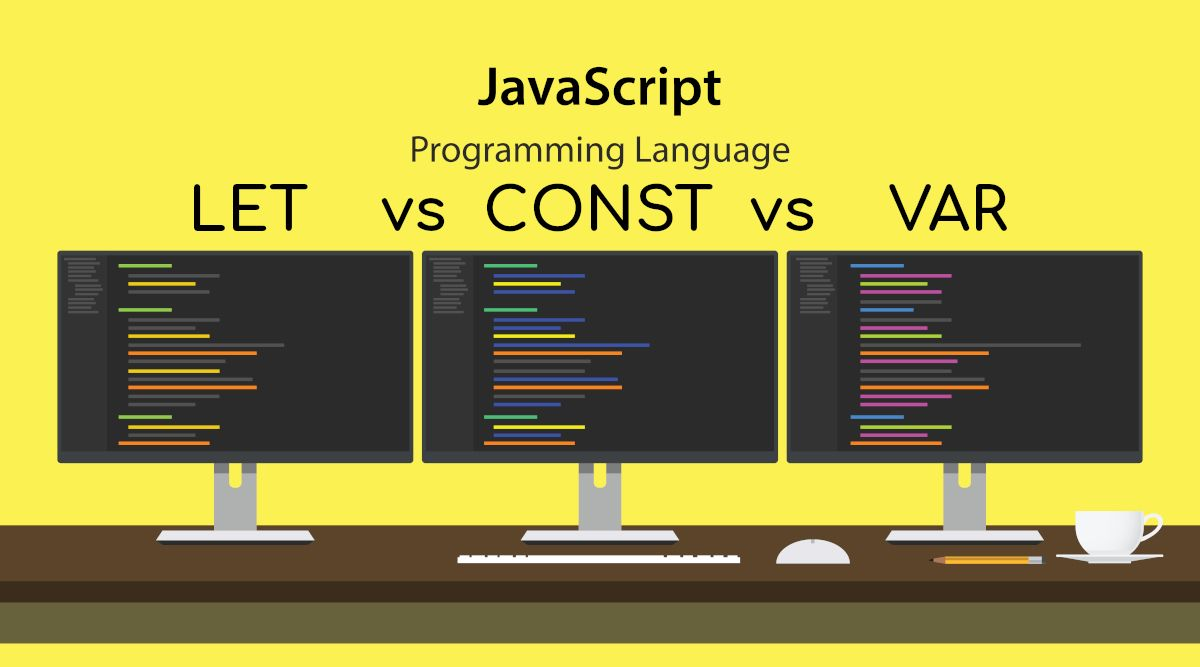 JavaScript
Programming Language
LET vs CONST vs VAR